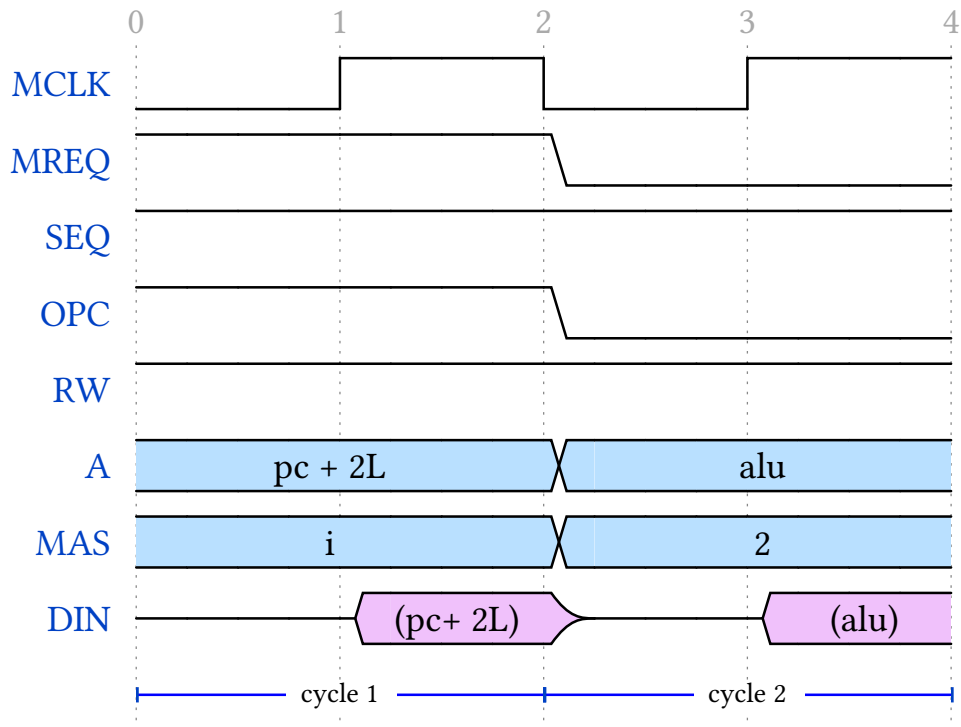 0 1 2 3 4
MCLK
MREQ
SEQ
OPC
RW
A pc + 2L alu
MAS i 2
DIN (pc+ 2L) (alu)
cycle 1 cycle 2